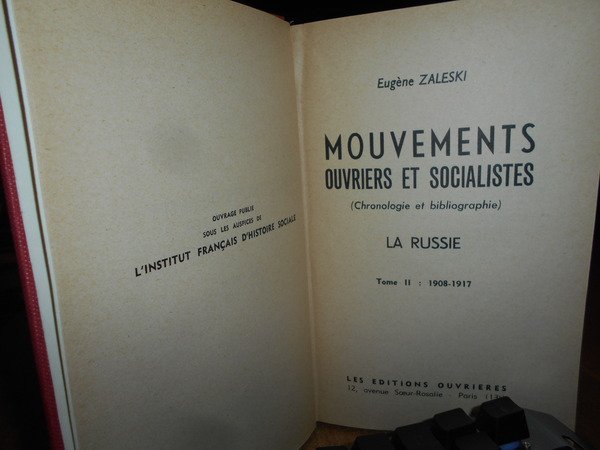 OUVRAGE PUBLIE
SOUS LES AUSPICES DE
L'INSTITUT FRANÇAIS D'HISTOIRE SOCIALE
Eugène ZALESKI
MOUVEMENTS
OUVRIERS ET SOCIALISTES
(Chronologie et bibliographie)
LA RUSSIE
Tome II : 1908-1917
LES EDITIONS OUVRIERES
12, avenue Sœur-Rosalie - Paris